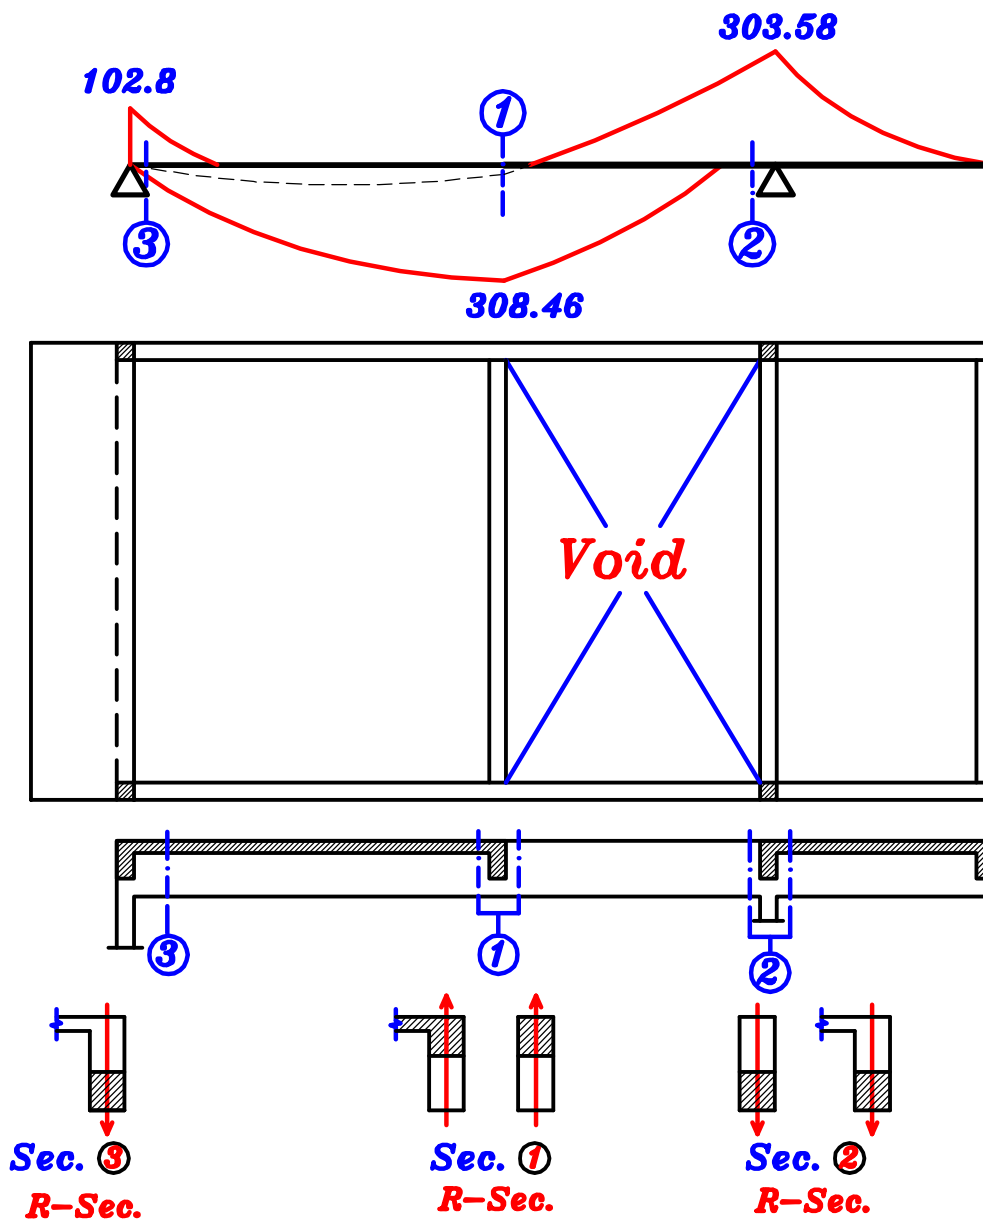 303.58
102.8
1
3
2
308.46
Void
3
1
2
Sec. 3
Sec. 1
Sec. 2
R-Sec.
R-Sec.
R-Sec.